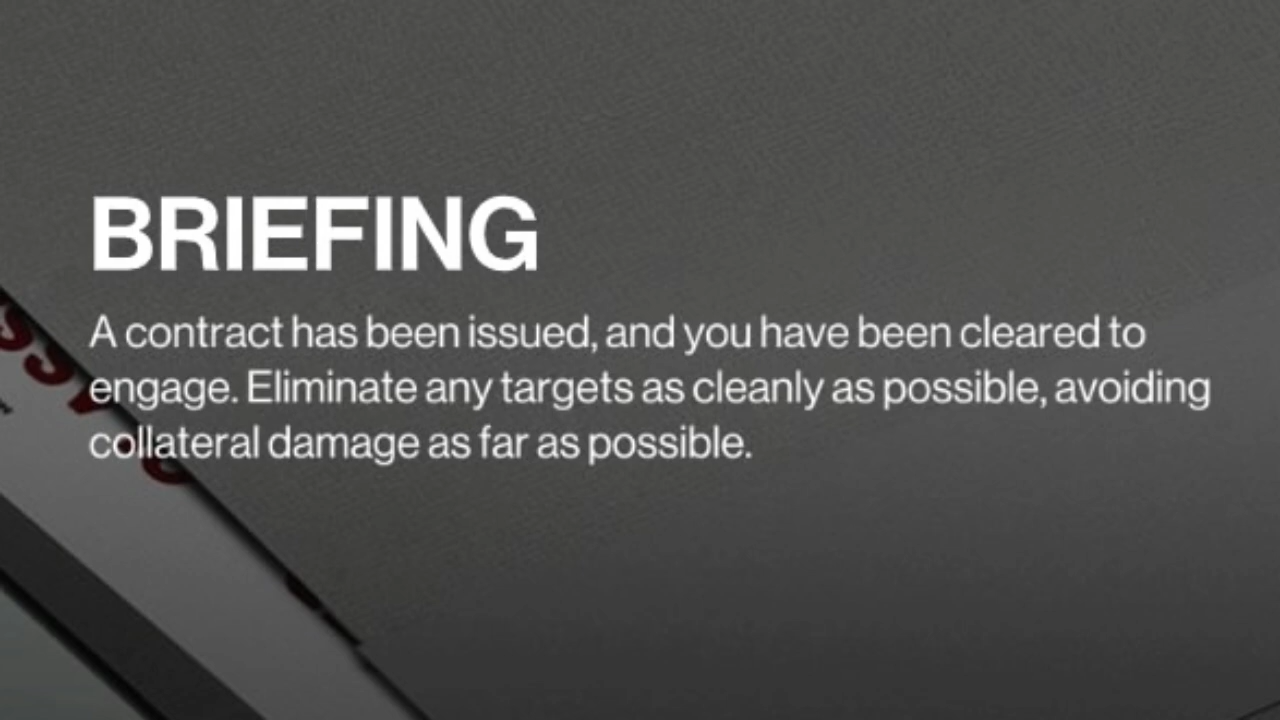 BRIEFING
A contract has been issued, and you have been cleared to
engage. Eliminate any targets as cleanly as possible, avoiding
collateral damage as far as possible.